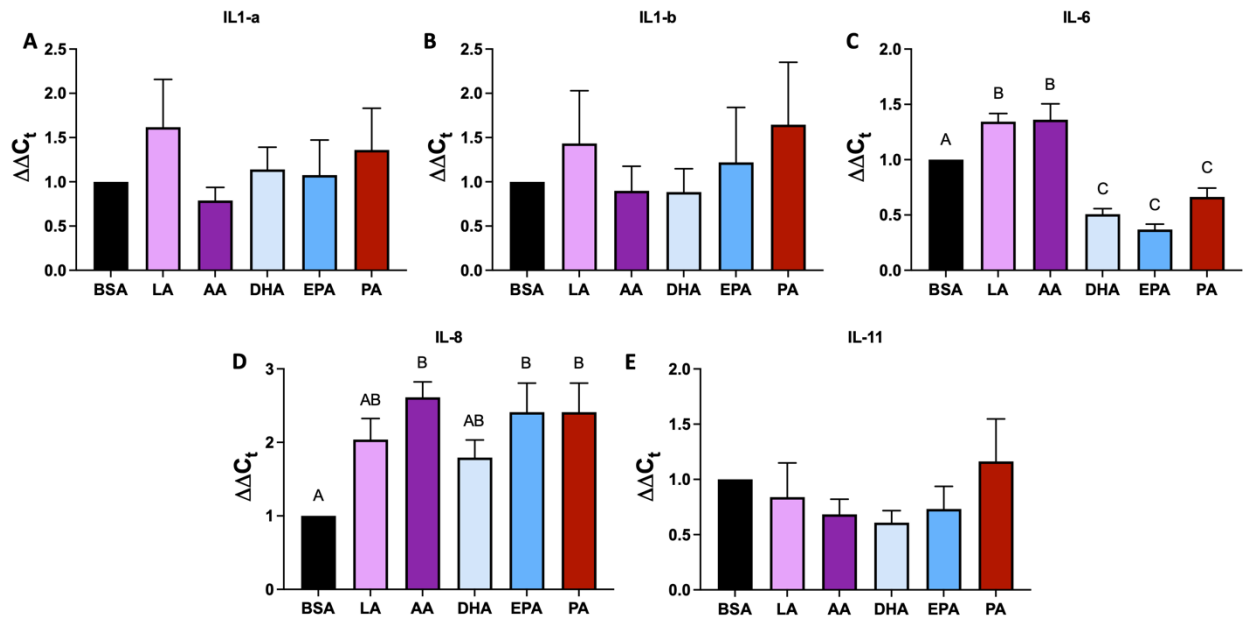 IL1-a
A
2.5
2.0
1.5
1.0
0.5
0.0
ΔΔCt
BSA LA AA DHA EPA PA
IL1-b
B
2.5
2.0
1.5
1.0
0.5
0.0
ΔΔCt
BSA LA AA DHA EPA PA
IL-6
C
2.0
1.5
1.0
0.5
0.0
ΔΔCt
A B B C C C
BSA LA AA DHA EPA PA
IL-8
D
3
2
1
0
ΔΔCt
A AB B AB B B
BSA LA AA DHA EPA PA
IL-11
E
2.0
1.5
1.0
0.5
0.0
ΔΔCt
BSA LA AA DHA EPA PA